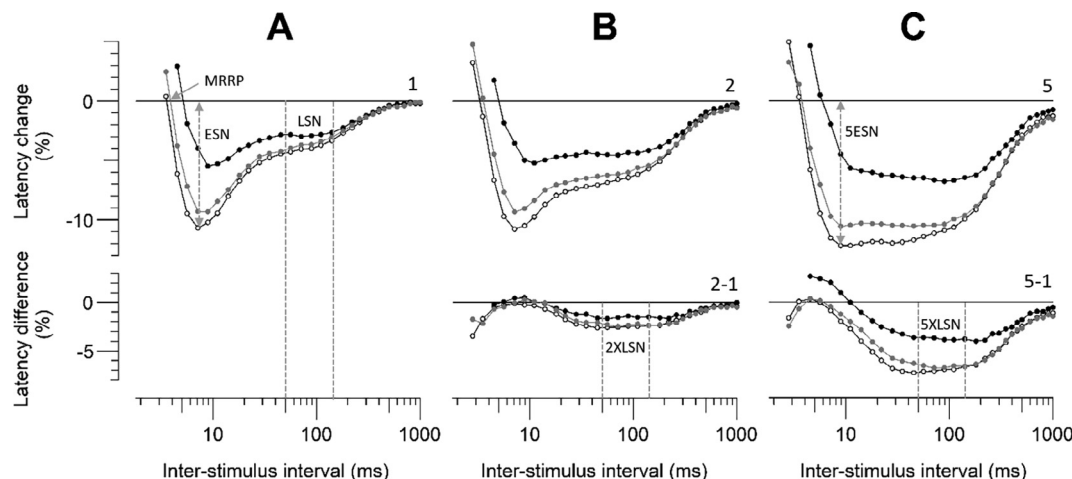 A
B
C
Latency change
(%)
0
-10
MRRP
ESN
LSN
1
2
5ESN
5
Latency difference
(%)
0
-5
2-1
2XLSN
5-1
5XLSN
10 100 1000
10 100 1000
10 100 1000
Inter-stimulus interval (ms)
Inter-stimulus interval (ms)
Inter-stimulus interval (ms)